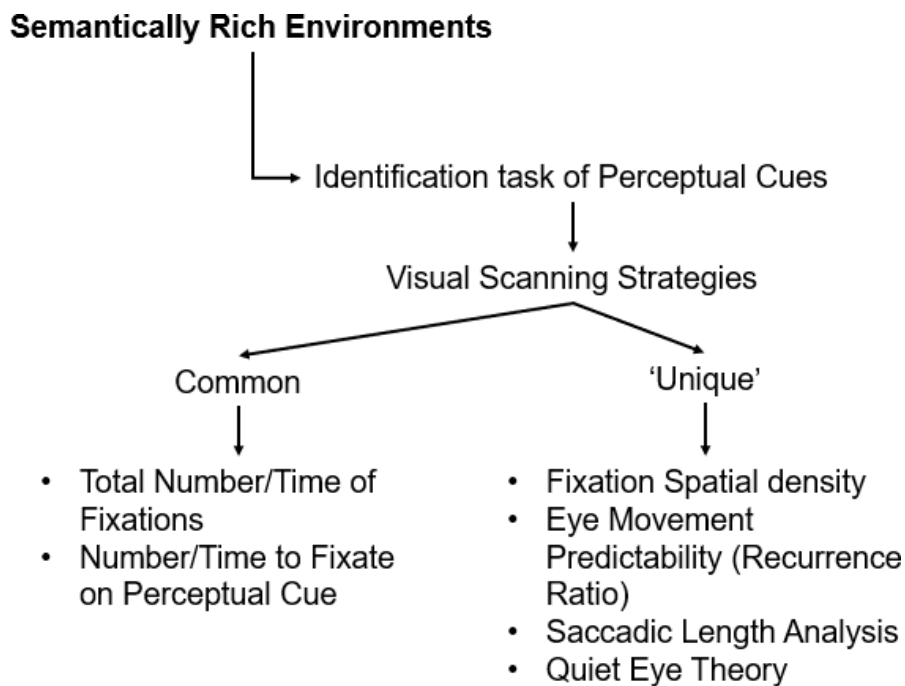 Semantically Rich Environments
Identification task of Perceptual Cues
Visual Scanning Strategies
Common
‘Unique’
• Total Number/Time of
Fixations
• Number/Time to Fixate
on Perceptual Cue
• Fixation Spatial density
• Eye Movement
Predictability (Recurrence
Ratio)
• Saccadic Length Analysis
• Quiet Eye Theory